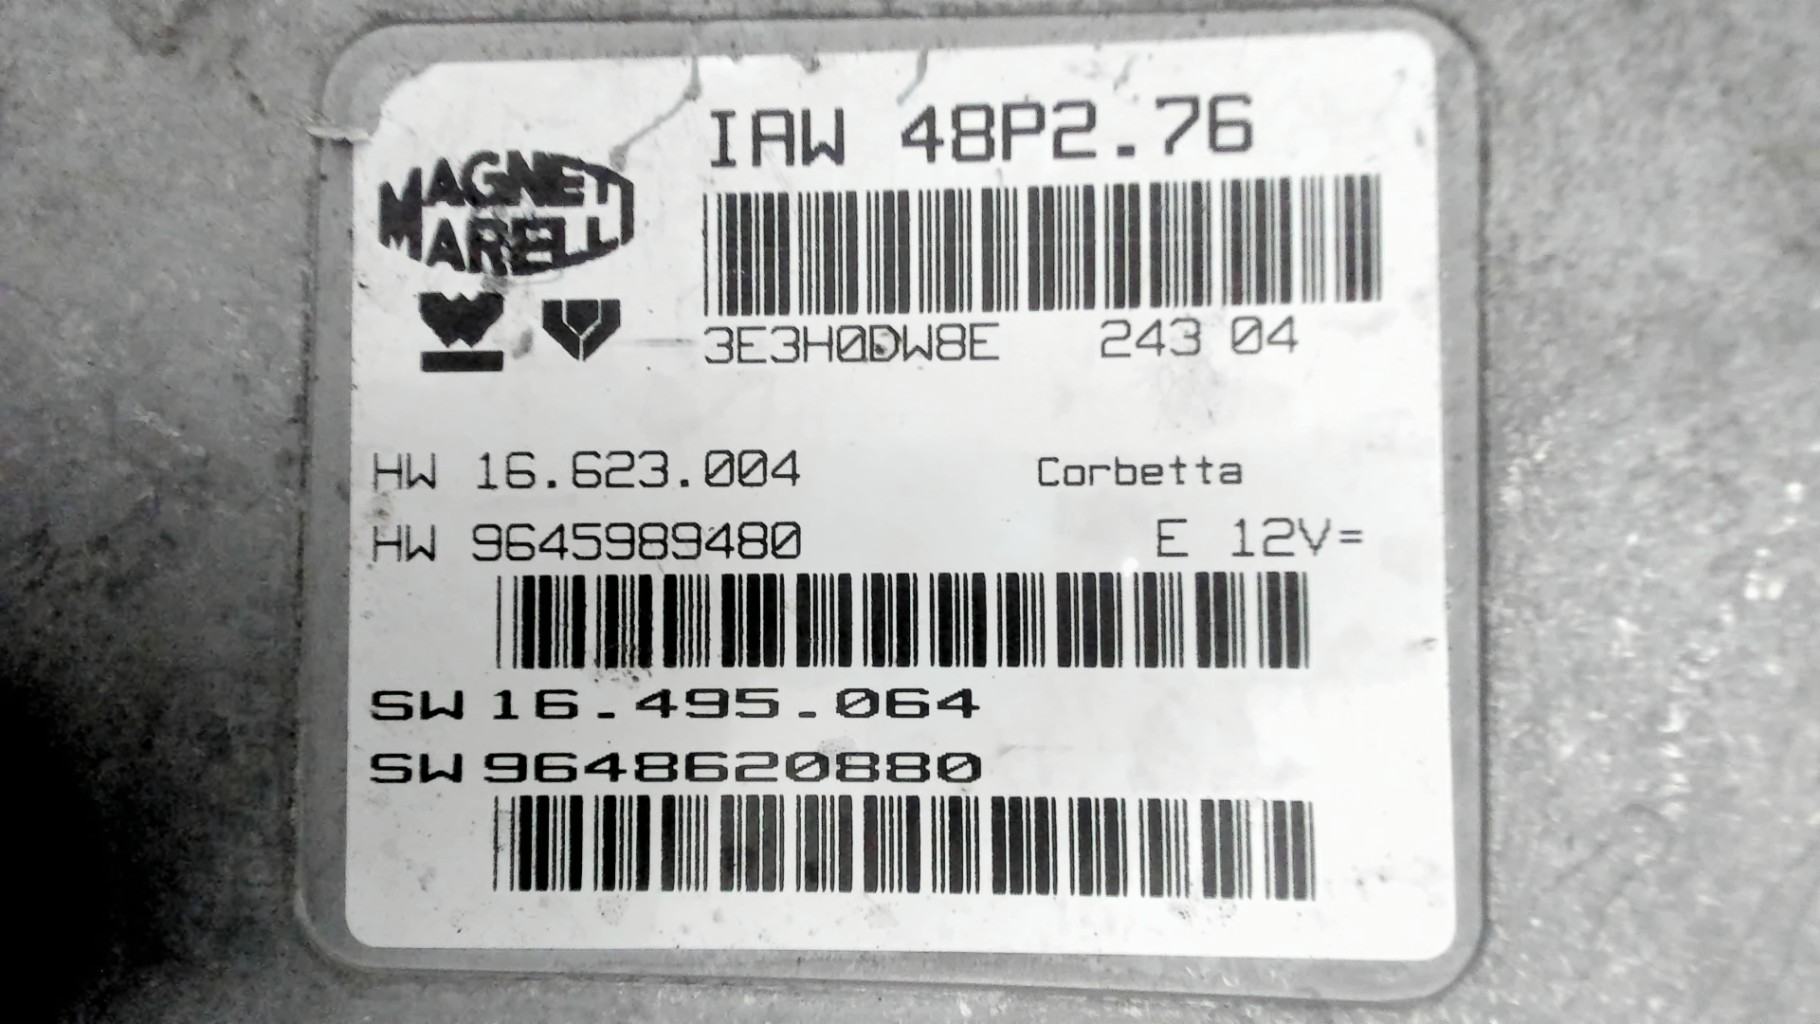 IAW 48P2.76
MAGNETI
MARELLI
3E3H0DW8E 243 04
HW 16.623.004 Corbetta
HW 9645989480 E 12V=
SW 16.495.064
SW 9648620880